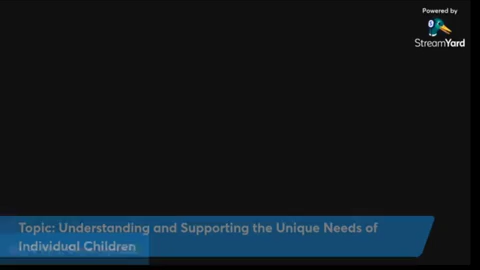 Powered by
StreamYard
Topic: Understanding and Supporting the Unique Needs of
Individual Children